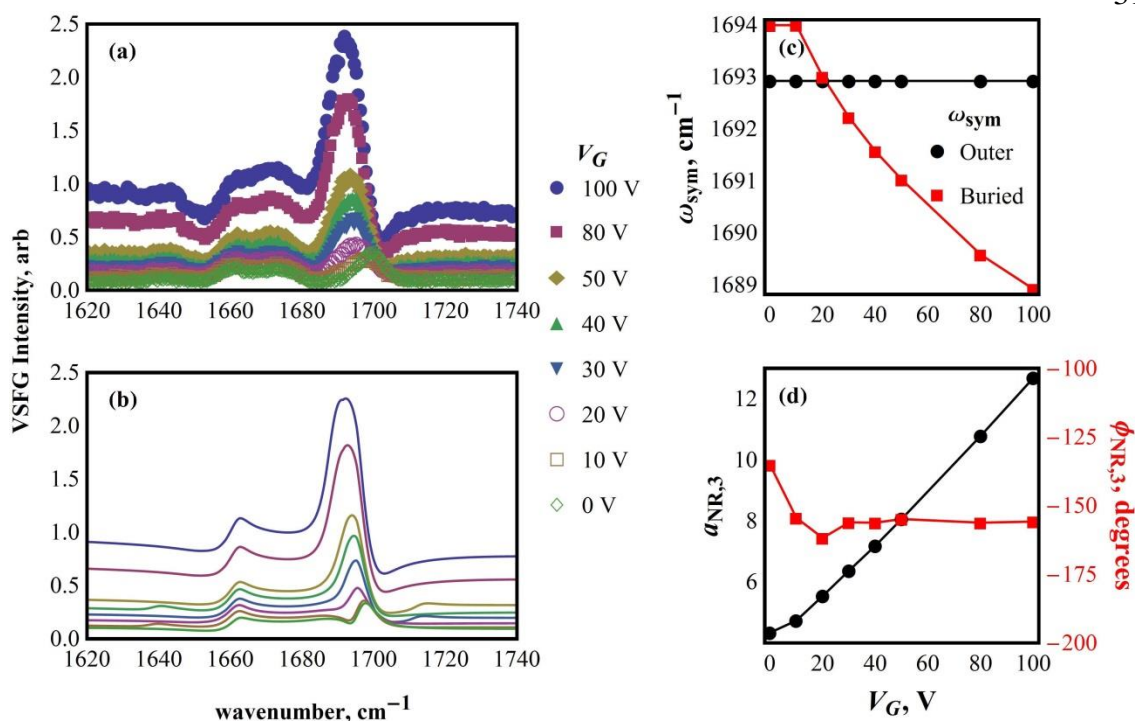 (a)
2.5
2.0
1.5
1.0
0.5
0.0
1620 1640 1660 1680 1700 1720 1740
(b)
2.5
2.0
1.5
1.0
0.5
0.0
1620 1640 1660 1680 1700 1720 1740
VSFG Intensity, arb
wavenumber, cm⁻¹
V_G
100 V
80 V
50 V
40 V
30 V
20 V
10 V
0 V
(c)
1694
1693
1692
1691
1690
1689
ω_sym, cm⁻¹
ω_sym
Outer
Buried
0 20 40 60 80 100
(d)
12
10
8
6
4
a_NR,3
-100
-125
-150
-175
-200
ϕ_NR,3, degrees
0 20 40 60 80 100
V_G, V